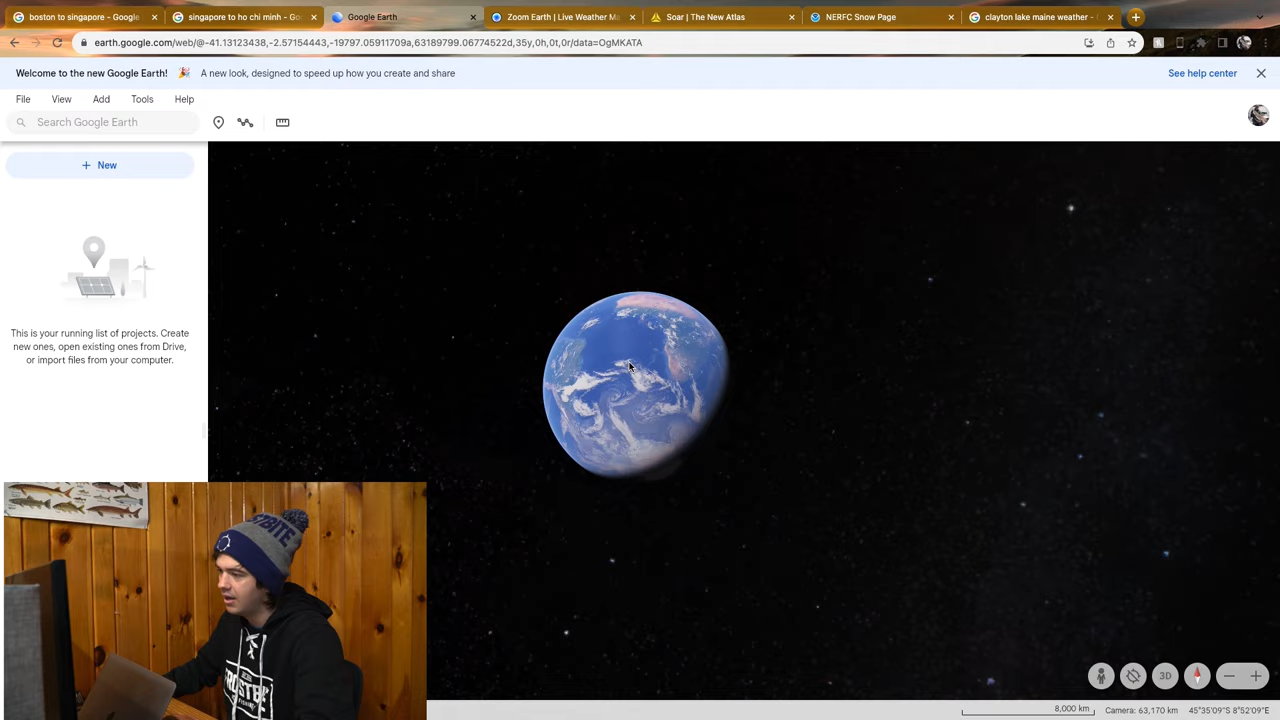 boston to singapore - Google
singapore to ho chi minh - Go
Google Earth
Zoom Earth | Live Weather M
Soar | The New Atlas
NERFC Snow Page
clayton lake maine weather -
earth.google.com/web/@-41.13123438,-2.57154443,-19797.05911709a,63189799.06774522d,35y,0h,0t,0r/data=OgMKATA
Welcome to the new Google Earth! 🎉 A new look, designed to speed up how you create and share
See help center
File View Add Tools Help
Search Google Earth
+ New
This is your running list of projects. Create
new ones, open existing ones from Drive,
or import files from your computer.
3D
8,000 km
Camera: 63,170 km
45°35'09"S 8°52'09"E